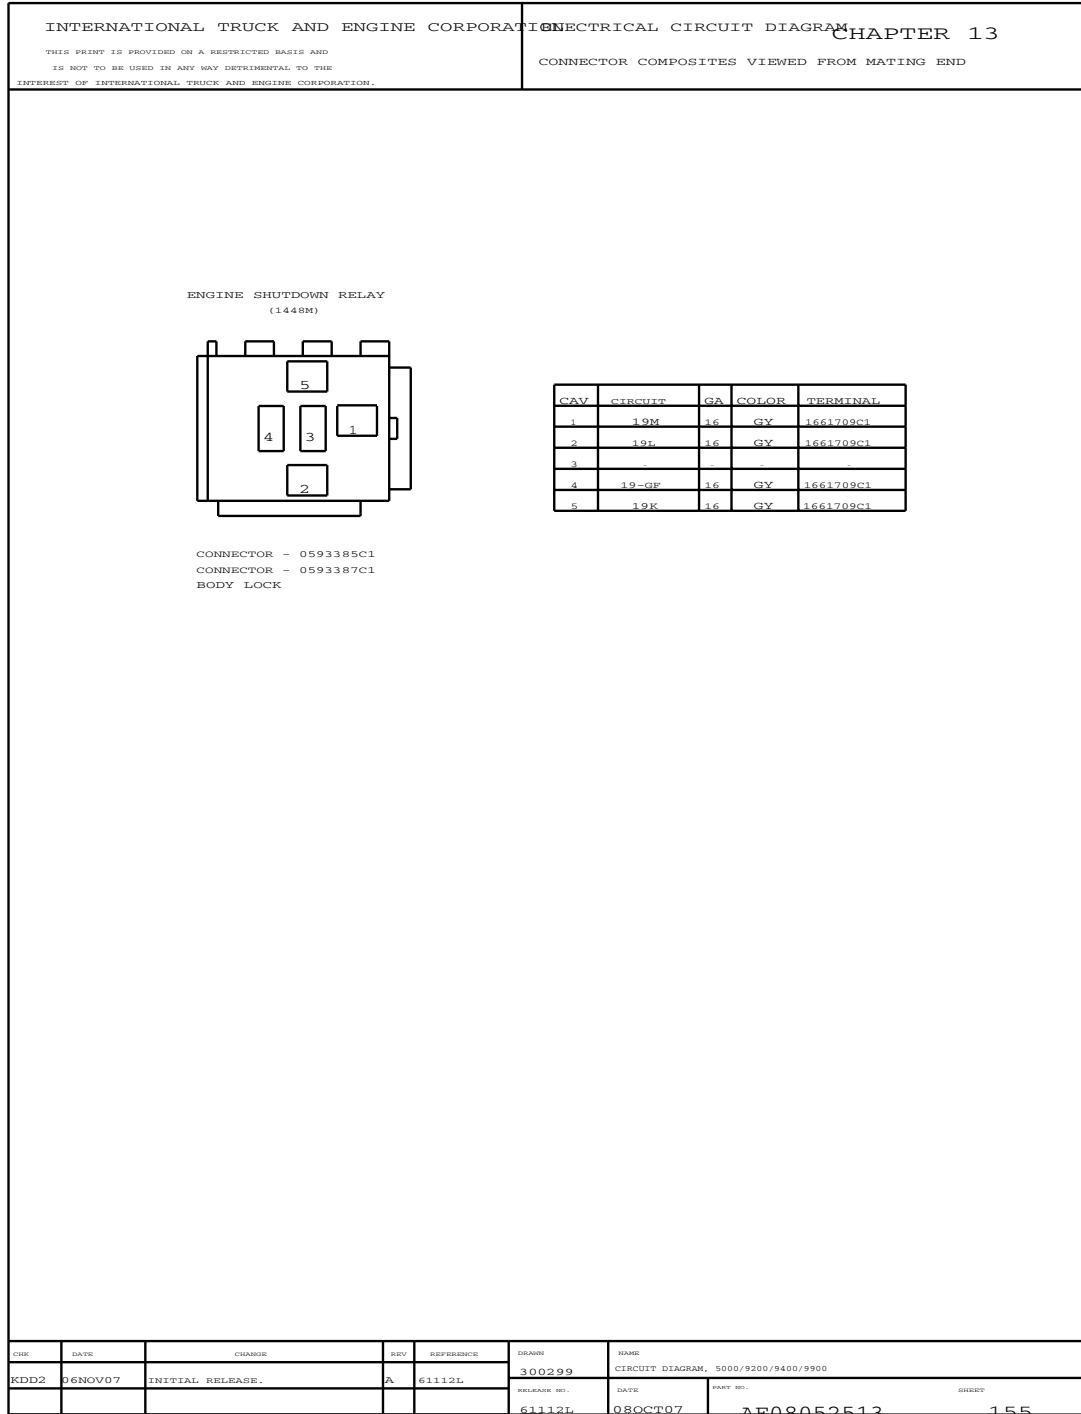 INTERNATIONAL TRUCK AND ENGINE CORPORATION
THIS PRINT IS PROVIDED ON A RESTRICTED BASIS AND
IS NOT TO BE USED IN ANY WAY DETRIMENTAL TO THE
INTEREST OF INTERNATIONAL TRUCK AND ENGINE CORPORATION.
ELECTRICAL CIRCUIT DIAGRAM
CHAPTER 13
CONNECTOR COMPOSITES VIEWED FROM MATING END
ENGINE SHUTDOWN RELAY
(1448M)
5
4 3 1
2
CONNECTOR - 0593385C1
CONNECTOR - 0593387C1
BODY LOCK
CAV CIRCUIT GA COLOR TERMINAL
1 19M 16 GY 1661709C1
2 19L 16 GY 1661709C1
3 - - - -
4 19-GF 16 GY 1661709C1
5 19K 16 GY 1661709C1
CHK DATE CHANGE REV REFERENCE
KDD2 06NOV07 INITIAL RELEASE. A 61112L
DRAWN
300299
NAME
CIRCUIT DIAGRAM, 5000/9200/9400/9900
RELEASE NO.
61112L
DATE
08OCT07
PART NO.
AF08052513
SHEET
155